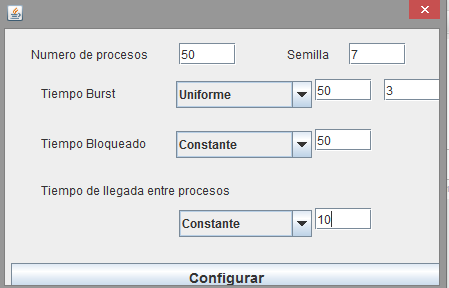 Numero de procesos 50 Semilla 7
Tiempo Burst Uniforme 50 3
Tiempo Bloqueado Constante 50
Tiempo de llegada entre procesos
Constante 10
Configurar